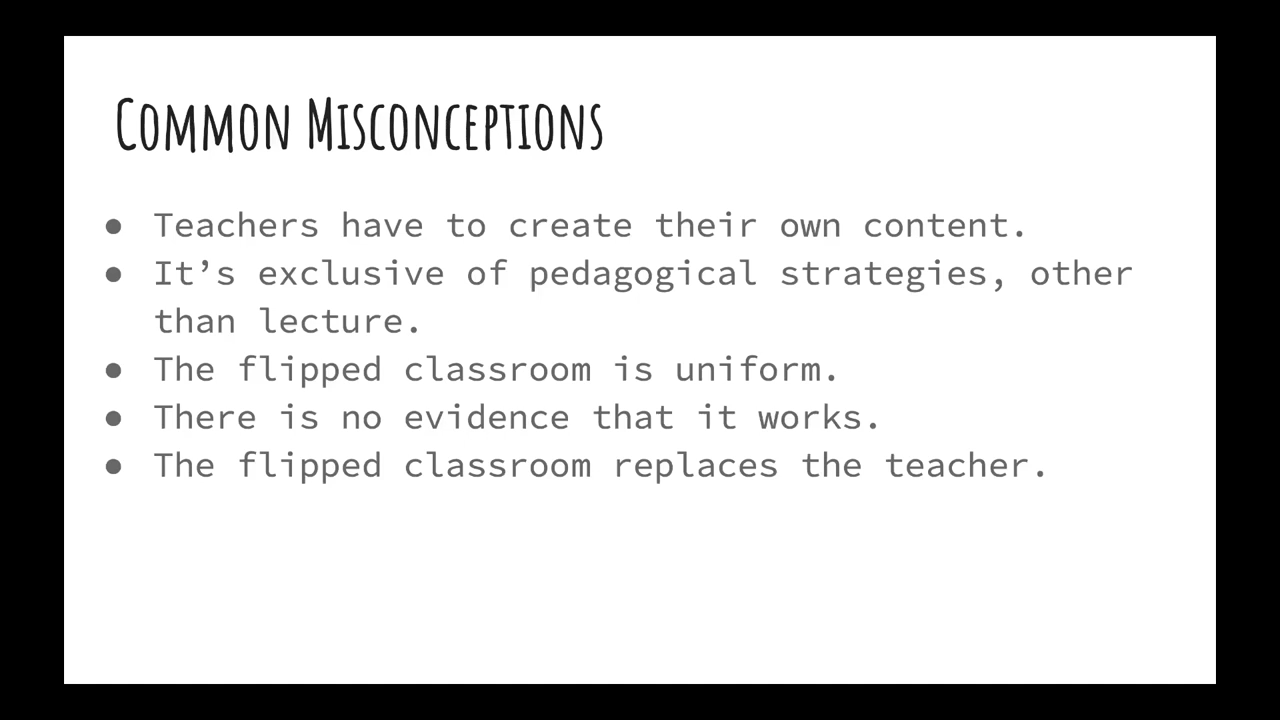 Common Misconceptions
● Teachers have to create their own content.
● It’s exclusive of pedagogical strategies, other
than lecture.
● The flipped classroom is uniform.
● There is no evidence that it works.
● The flipped classroom replaces the teacher.